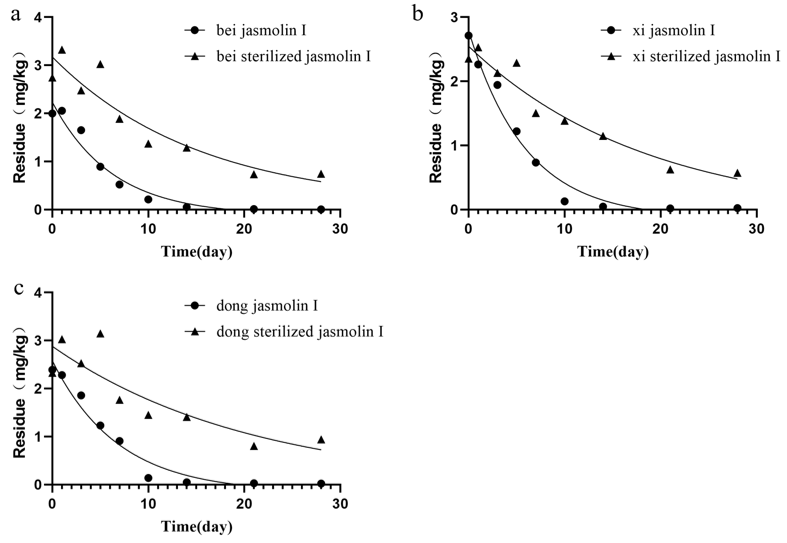 a
bei jasmolin I
bei sterilized jasmolin I
Residue（mg/kg）
4
3
2
1
0
0 10 20 30
Time(day)
b
xi jasmolin I
xi sterilized jasmolin I
Residue（mg/kg）
3
2
1
0
0 10 20 30
Time(day)
c
dong jasmolin I
dong sterilized jasmolin I
Residue（mg/kg）
4
3
2
1
0
0 10 20 30
Time(day)